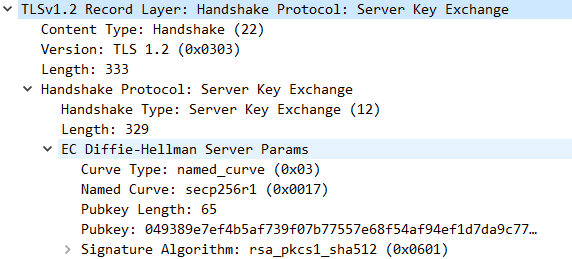 TLSv1.2 Record Layer: Handshake Protocol: Server Key Exchange
Content Type: Handshake (22)
Version: TLS 1.2 (0x0303)
Length: 333
Handshake Protocol: Server Key Exchange
Handshake Type: Server Key Exchange (12)
Length: 329
EC Diffie-Hellman Server Params
Curve Type: named_curve (0x03)
Named Curve: secp256r1 (0x0017)
Pubkey Length: 65
Pubkey: 049389e7ef4b5af739f07b77557e68f54af94ef1d7da9c77…
Signature Algorithm: rsa_pkcs1_sha512 (0x0601)